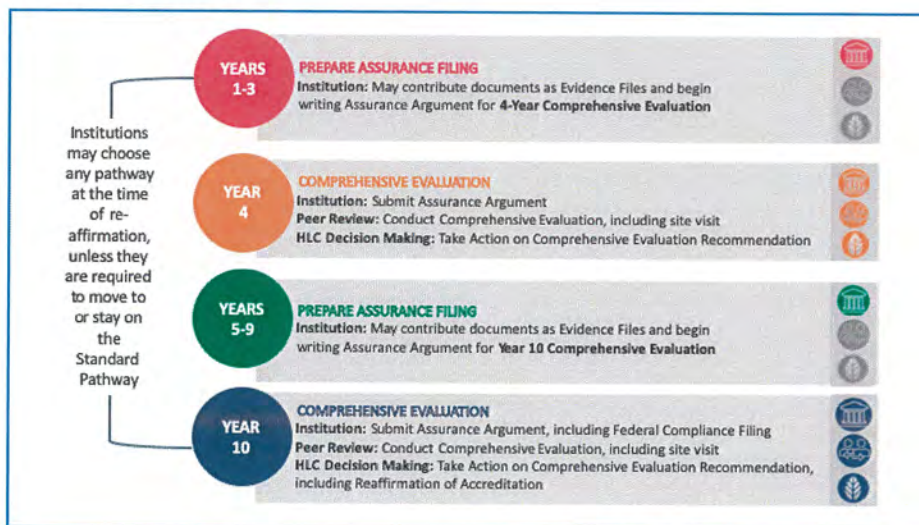 Institutions
may choose
any pathway
at the time
of re-
affirmation,
unless they
are required
to move to
or stay on
the
Standard
Pathway
YEARS
1-3
PREPARE ASSURANCE FILING
Institution: May contribute documents as Evidence Files and begin
writing Assurance Argument for 4-Year Comprehensive Evaluation
YEAR
4
COMPREHENSIVE EVALUATION
Institution: Submit Assurance Argument
Peer Review: Conduct Comprehensive Evaluation, including site visit
HLC Decision Making: Take Action on Comprehensive Evaluation Recommendation
YEARS
5-9
PREPARE ASSURANCE FILING
Institution: May contribute documents as Evidence Files and begin
writing Assurance Argument for Year 10 Comprehensive Evaluation
YEAR
10
COMPREHENSIVE EVALUATION
Institution: Submit Assurance Argument, including Federal Compliance Filing
Peer Review: Conduct Comprehensive Evaluation, including site visit
HLC Decision Making: Take Action on Comprehensive Evaluation Recommendation,
including Reaffirmation of Accreditation